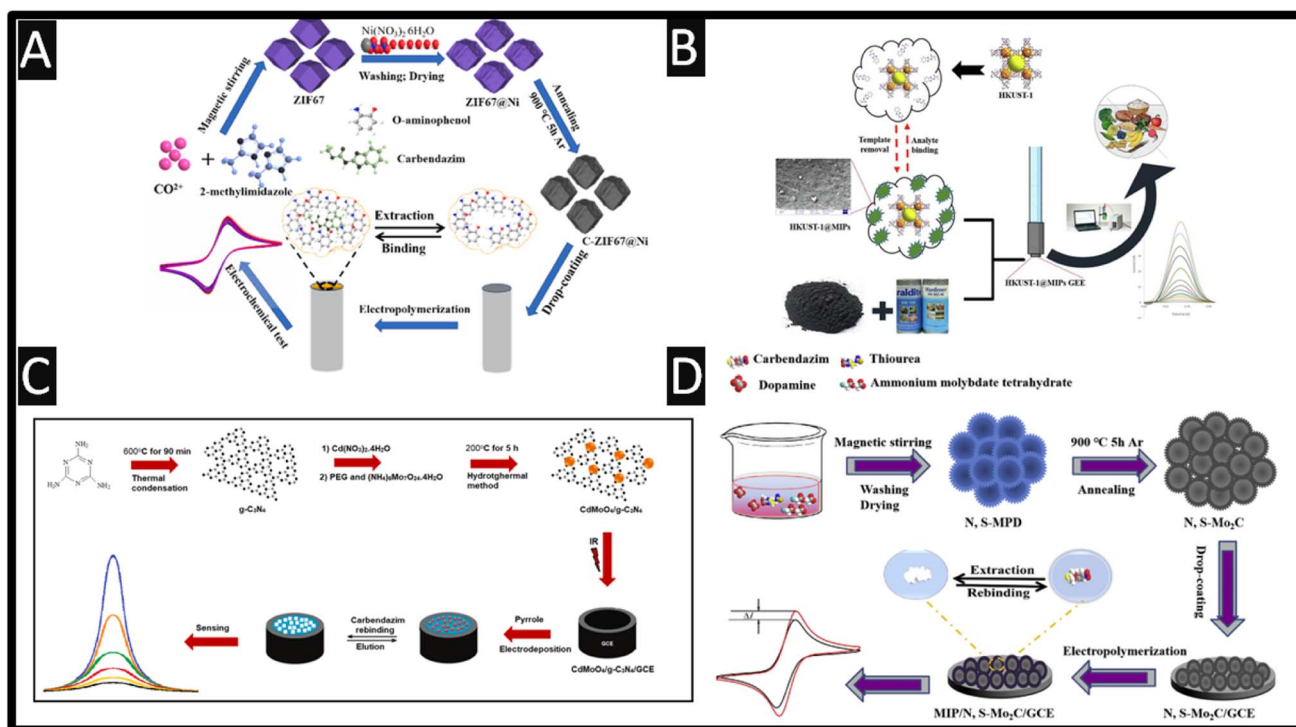 A
Magnetic stirring
ZIF67
Ni(NO3)2 6H2O
Washing; Drying
ZIF67@Ni
Annealing
900 °C 5h Ar
O-aminophenol
Carbendazim
CO2+
+
2-methylimidazole
Extraction
Binding
C-ZIF67@Ni
Drop-coating
Electropolymerization
Electrochemical test
B
HKUST-1
Template
removal
Analyte
binding
HKUST-1@MIPs
raldite
Hardener
HKUST-1@MIPs GEE
C
NH2
H2N
NH2
N
N
N
600°C for 90 min
Thermal
condensation
g-C3N4
1) Cd(NO3)2.4H2O
2) PEG and (NH4)6Mo7O24.4H2O
200°C for 5 h
Hydrotghermal
method
CdMoO4/g-C3N4
IR
GCE
CdMoO4/g-C3N4/GCE
Pyrrole
Electrodeposition
Carbendazim
rebinding
Elution
Sensing
D
Carbendazim
Thiourea
Dopamine
Ammonium molybdate tetrahydrate
Magnetic stirring
Washing
Drying
N, S-MPD
900 °C 5h Ar
Annealing
N, S-Mo2C
Drop-coating
Extraction
Rebinding
ΔI
Electropolymerization
MIP/N, S-Mo2C/GCE
N, S-Mo2C/GCE